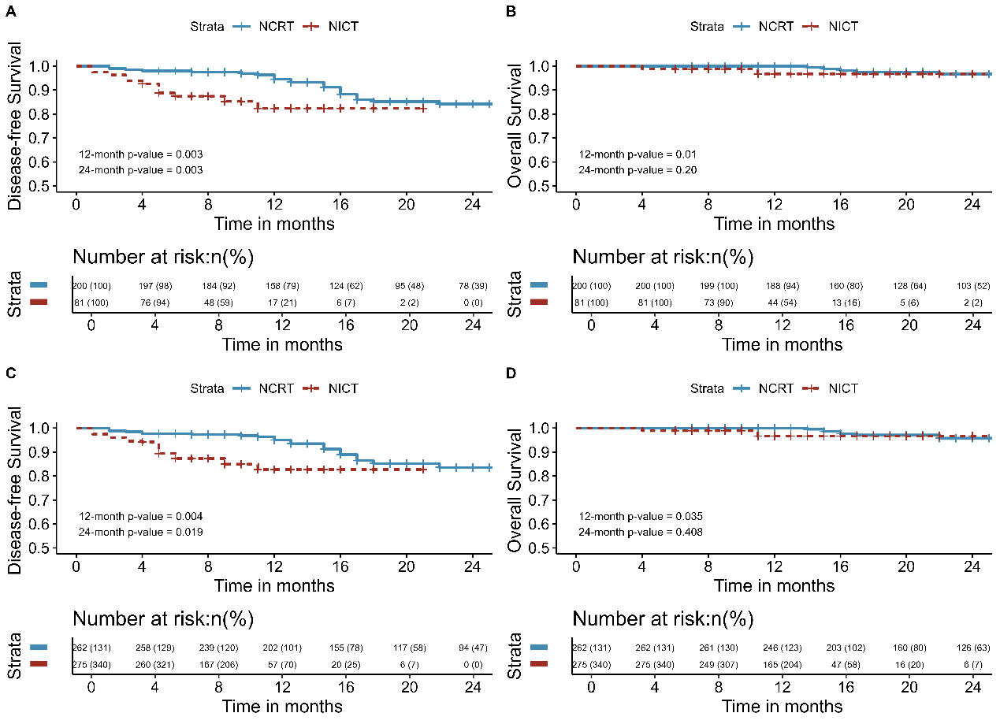 A
Strata NCRT NICT
Disease-free Survival
1.0
0.9
0.8
0.7
0.6
0.5
12-month p-value = 0.003
24-month p-value = 0.003
0 4 8 12 16 20 24
Time in months
Number at risk:n(%)
Strata
200 (100) 197 (98) 184 (92) 158 (79) 124 (62) 95 (48) 78 (39)
81 (100) 76 (94) 48 (59) 17 (21) 6 (7) 2 (2) 0 (0)
0 4 8 12 16 20 24
Time in months
B
Strata NCRT NICT
Overall Survival
1.0
0.9
0.8
0.7
0.6
0.5
12-month p-value = 0.01
24-month p-value = 0.20
0 4 8 12 16 20 24
Time in months
Number at risk:n(%)
Strata
200 (100) 200 (100) 199 (100) 188 (94) 160 (80) 128 (64) 103 (52)
81 (100) 81 (100) 73 (90) 44 (54) 13 (16) 5 (6) 2 (2)
0 4 8 12 16 20 24
Time in months
C
Strata NCRT NICT
Disease-free Survival
1.0
0.9
0.8
0.7
0.6
0.5
12-month p-value = 0.004
24-month p-value = 0.019
0 4 8 12 16 20 24
Time in months
Number at risk:n(%)
Strata
262 (131) 258 (129) 239 (120) 202 (101) 155 (78) 117 (58) 94 (47)
275 (340) 260 (321) 167 (206) 57 (70) 20 (25) 6 (7) 0 (0)
0 4 8 12 16 20 24
Time in months
D
Strata NCRT NICT
Overall Survival
1.0
0.9
0.8
0.7
0.6
0.5
12-month p-value = 0.035
24-month p-value = 0.408
0 4 8 12 16 20 24
Time in months
Number at risk:n(%)
Strata
262 (131) 262 (131) 261 (130) 246 (123) 203 (102) 160 (80) 126 (63)
275 (340) 275 (340) 249 (307) 165 (204) 47 (58) 16 (20) 6 (7)
0 4 8 12 16 20 24
Time in months